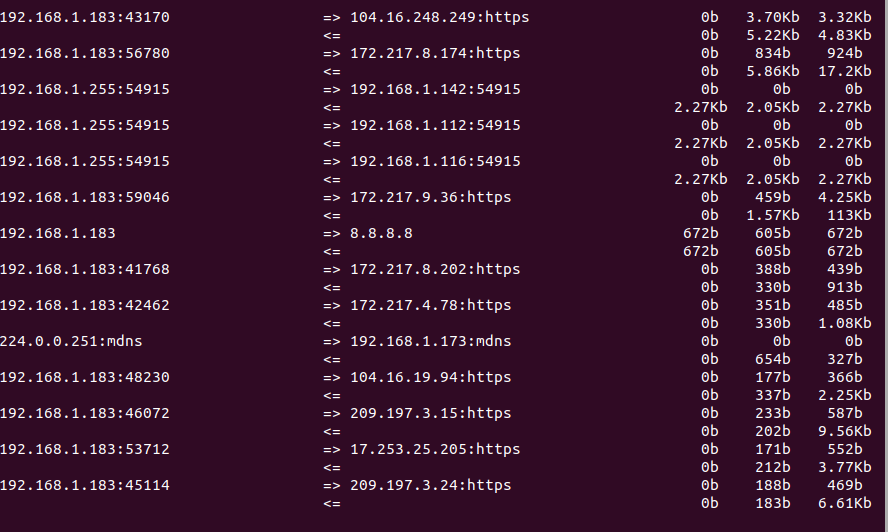 192.168.1.183:43170 => 104.16.248.249:https 0b 3.70Kb 3.32Kb
<= 0b 5.22Kb 4.83Kb
192.168.1.183:56780 => 172.217.8.174:https 0b 834b 924b
<= 0b 5.86Kb 17.2Kb
192.168.1.255:54915 => 192.168.1.142:54915 0b 0b 0b
<= 2.27Kb 2.05Kb 2.27Kb
192.168.1.255:54915 => 192.168.1.112:54915 0b 0b 0b
<= 2.27Kb 2.05Kb 2.27Kb
192.168.1.255:54915 => 192.168.1.116:54915 0b 0b 0b
<= 2.27Kb 2.05Kb 2.27Kb
192.168.1.183:59046 => 172.217.9.36:https 0b 459b 4.25Kb
<= 0b 1.57Kb 113Kb
192.168.1.183 => 8.8.8.8 672b 605b 672b
<= 672b 605b 672b
192.168.1.183:41768 => 172.217.8.202:https 0b 388b 439b
<= 0b 330b 913b
192.168.1.183:42462 => 172.217.4.78:https 0b 351b 485b
<= 0b 330b 1.08Kb
224.0.0.251:mdns => 192.168.1.173:mdns 0b 0b 0b
<= 0b 654b 327b
192.168.1.183:48230 => 104.16.19.94:https 0b 177b 366b
<= 0b 337b 2.25Kb
192.168.1.183:46072 => 209.197.3.15:https 0b 233b 587b
<= 0b 202b 9.56Kb
192.168.1.183:53712 => 17.253.25.205:https 0b 171b 552b
<= 0b 212b 3.77Kb
192.168.1.183:45114 => 209.197.3.24:https 0b 188b 469b
<= 0b 183b 6.61Kb